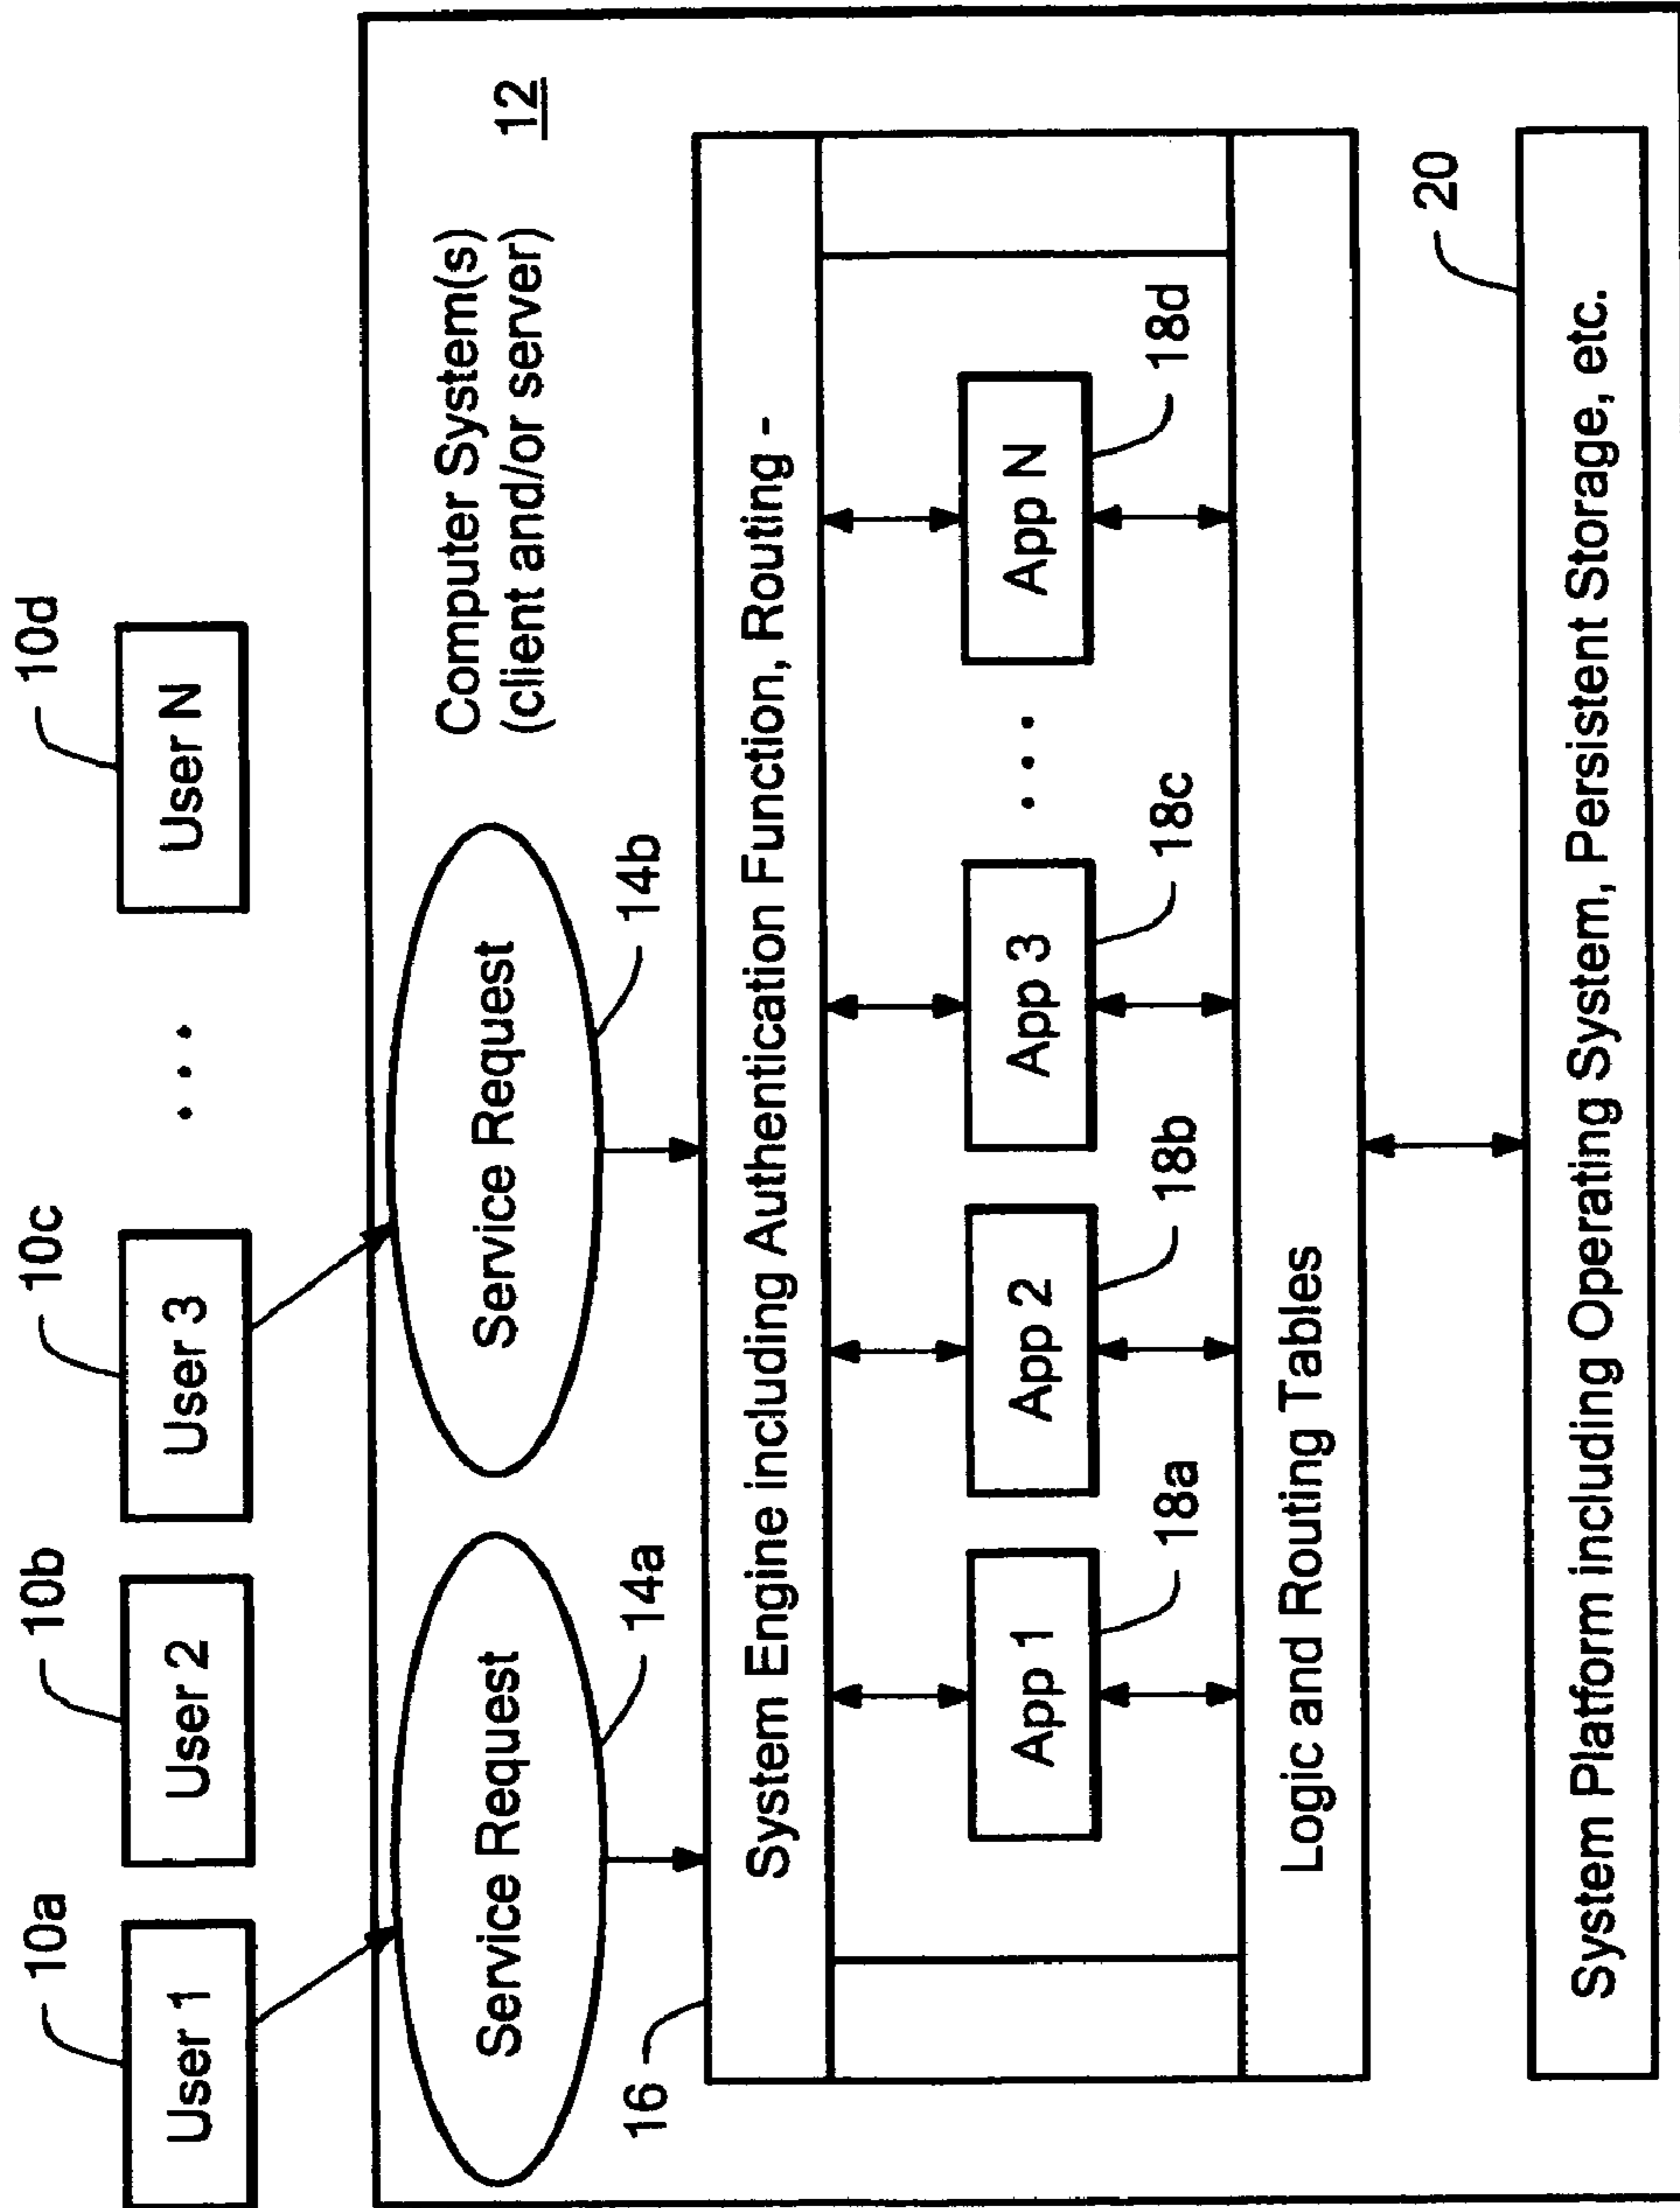 10a
10b
10c
10d
User 1
User 2
User 3
. . .
User N
Computer System(s)
(client and/or server)
12
Service Request
Service Request
14a
14b
16
System Engine including Authentication Function, Routing -
App 1
App 2
App 3
. . .
App N
18a
18b
18c
18d
Logic and Routing Tables
20
System Platform including Operating System, Persistent Storage, etc.